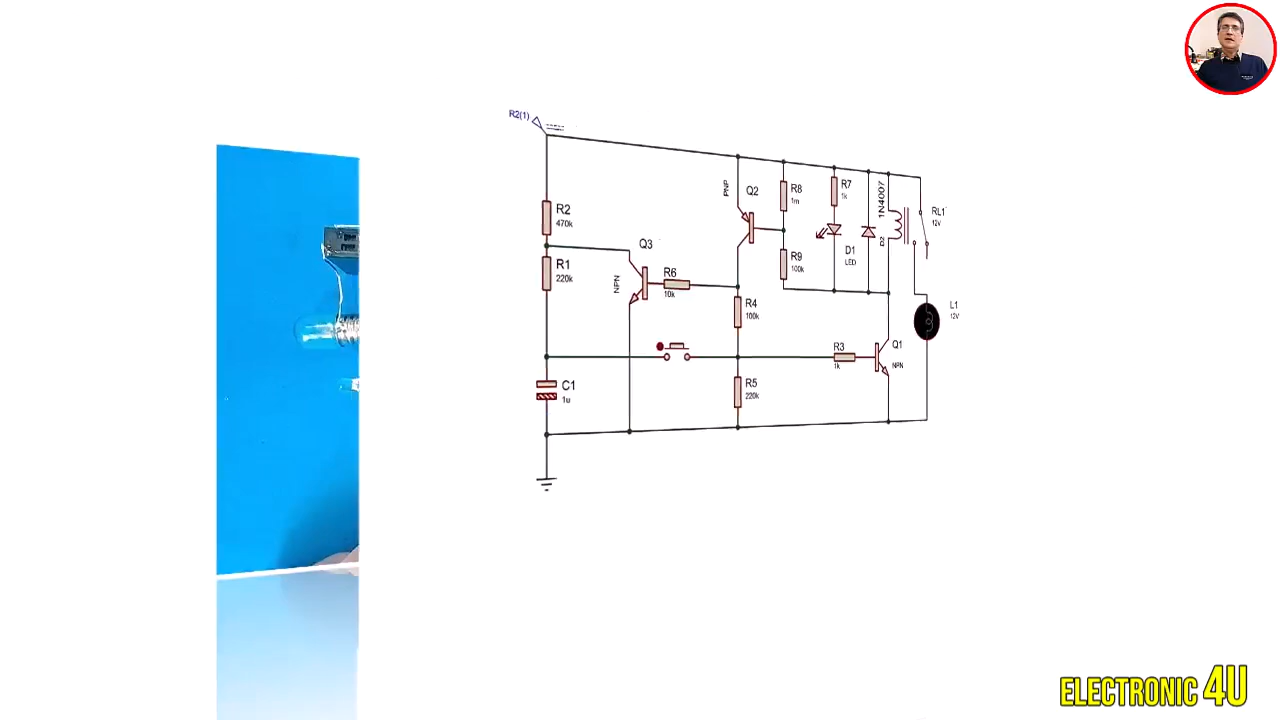 R2(1)
R2
470k
R1
220k
C1
1u
Q3
NPN
R6
10k
PNP
Q2
R4
100k
R5
220k
R8
1m
R9
100k
R7
1k
D1
LED
1N4007
D2
RL1
12V
L1
12V
R3
1k
Q1
NPN
ELECTRONIC 4U